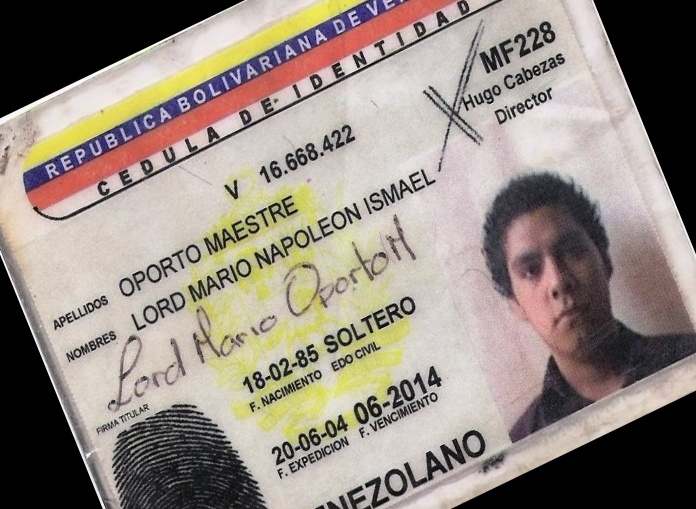 REPUBLICA BOLIVARIANA DE VE
CEDULA DE IDENTIDAD
MF228
Hugo Cabezas
Director
V 16.668.422
APELLIDOS OPORTO MAESTRE
NOMBRES LORD MARIO NAPOLEON ISMAEL
Lord Mario Oporto M
FIRMA TITULAR
18-02-85 SOLTERO
F. NACIMIENTO EDO CIVIL
20-06-04 06-2014
F. EXPEDICION F. VENCIMIENTO
NEZOLANO